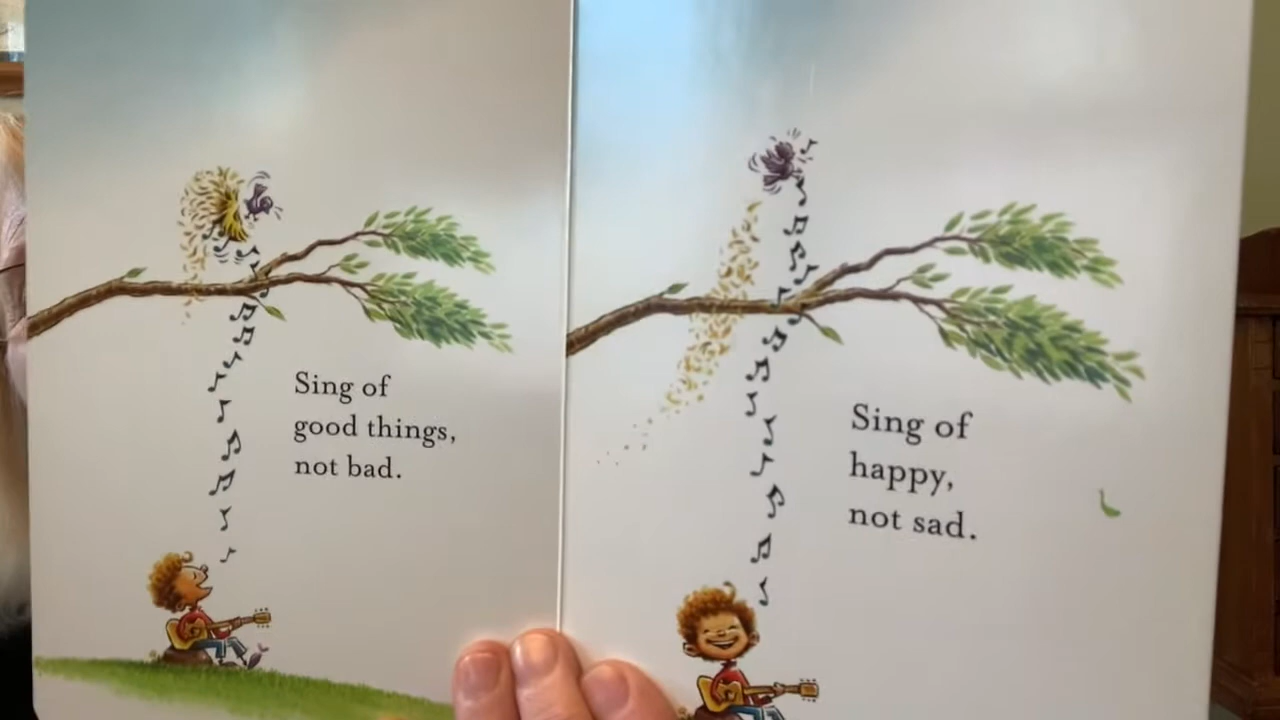 Sing of
good things,
not bad.
Sing of
happy,
not sad.